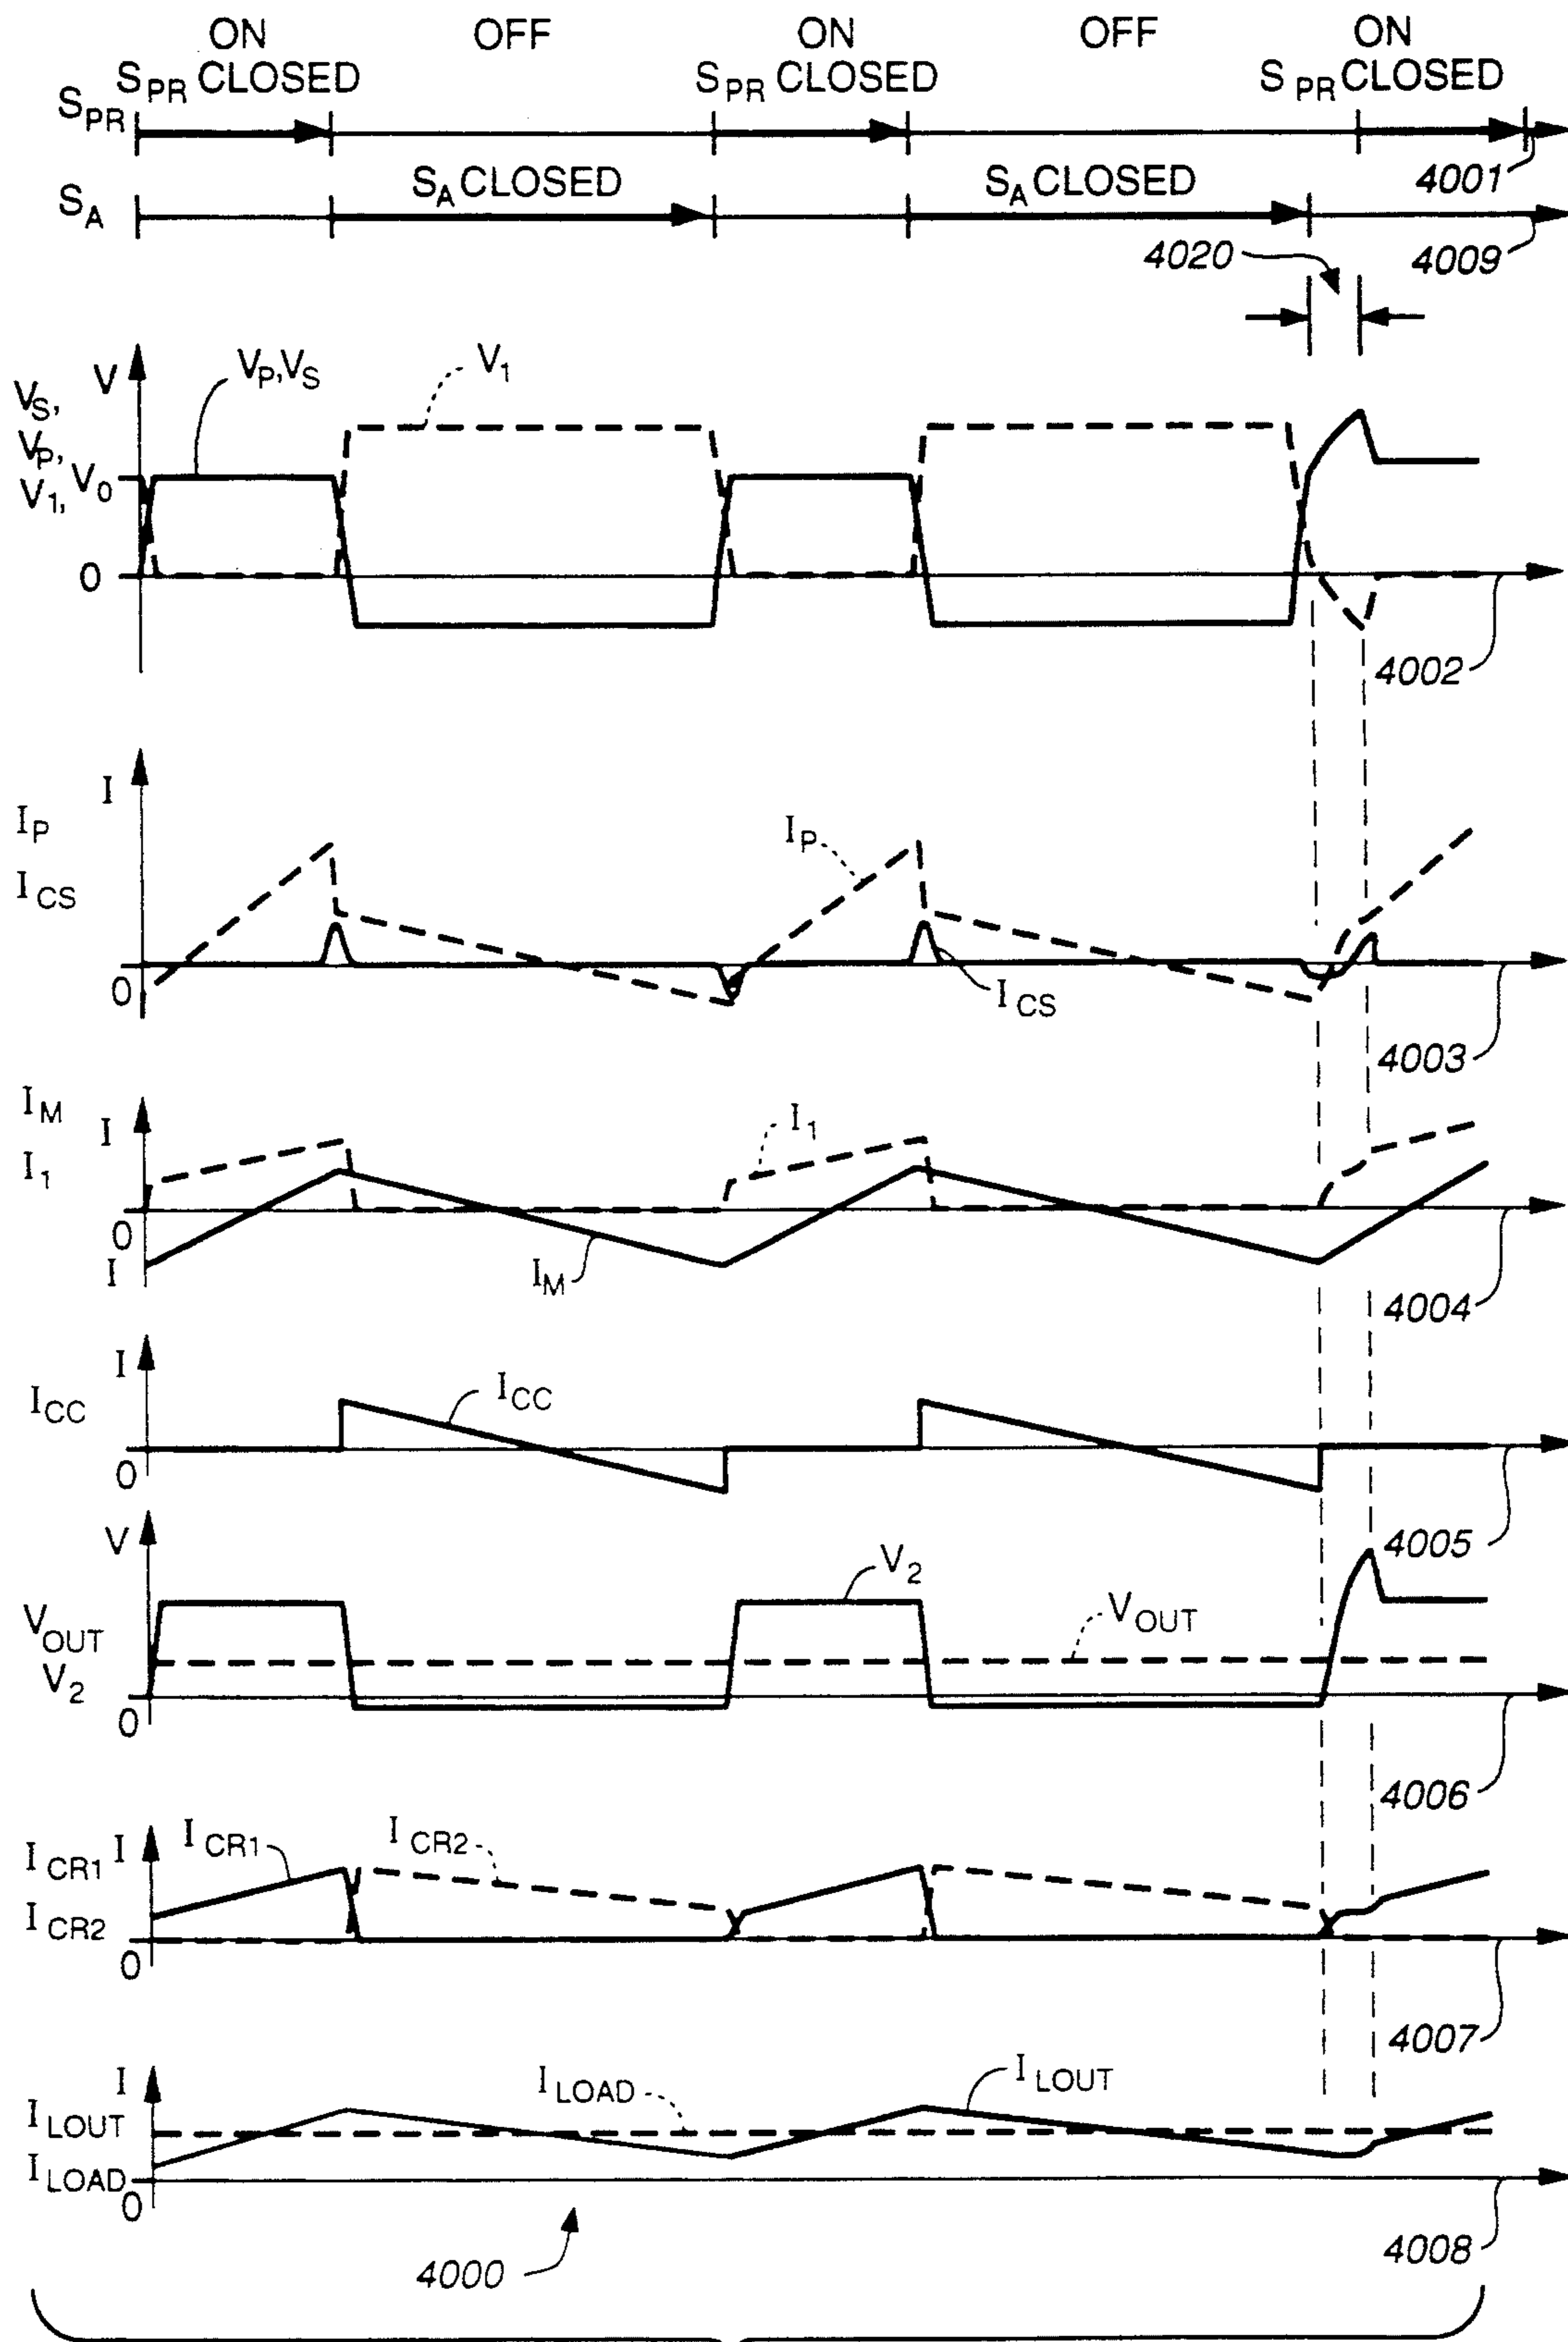 ON OFF ON OFF ON
S_PR CLOSED S_PR CLOSED S_PR CLOSED
S_PR
4001
S_A CLOSED S_A CLOSED
S_A
4020 4009
V V_P,V_S V_1
V_S,
V_P,
V_1, V_0
0
4002
I
I_P I_P
I_CS
0 I_CS
4003
I_M
I I_1
I_1
0
I I_M
4004
I
I_CC I_CC
0
4005
V V_2
V_OUT V_OUT
V_2
0
4006
I_CR1 I I_CR1 I_CR2
I_CR2
0
4007
I I_LOAD I_LOUT
I_LOUT
I_LOAD
0
4000 4008